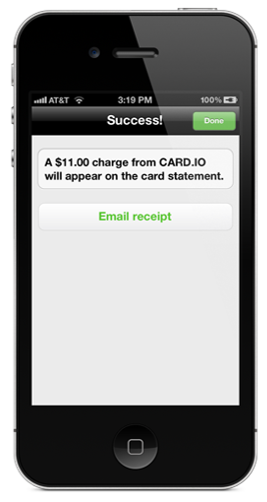 AT&T 3:19 PM 100%
Success! Done
A $11.00 charge from CARD.IO
will appear on the card statement.
Email receipt